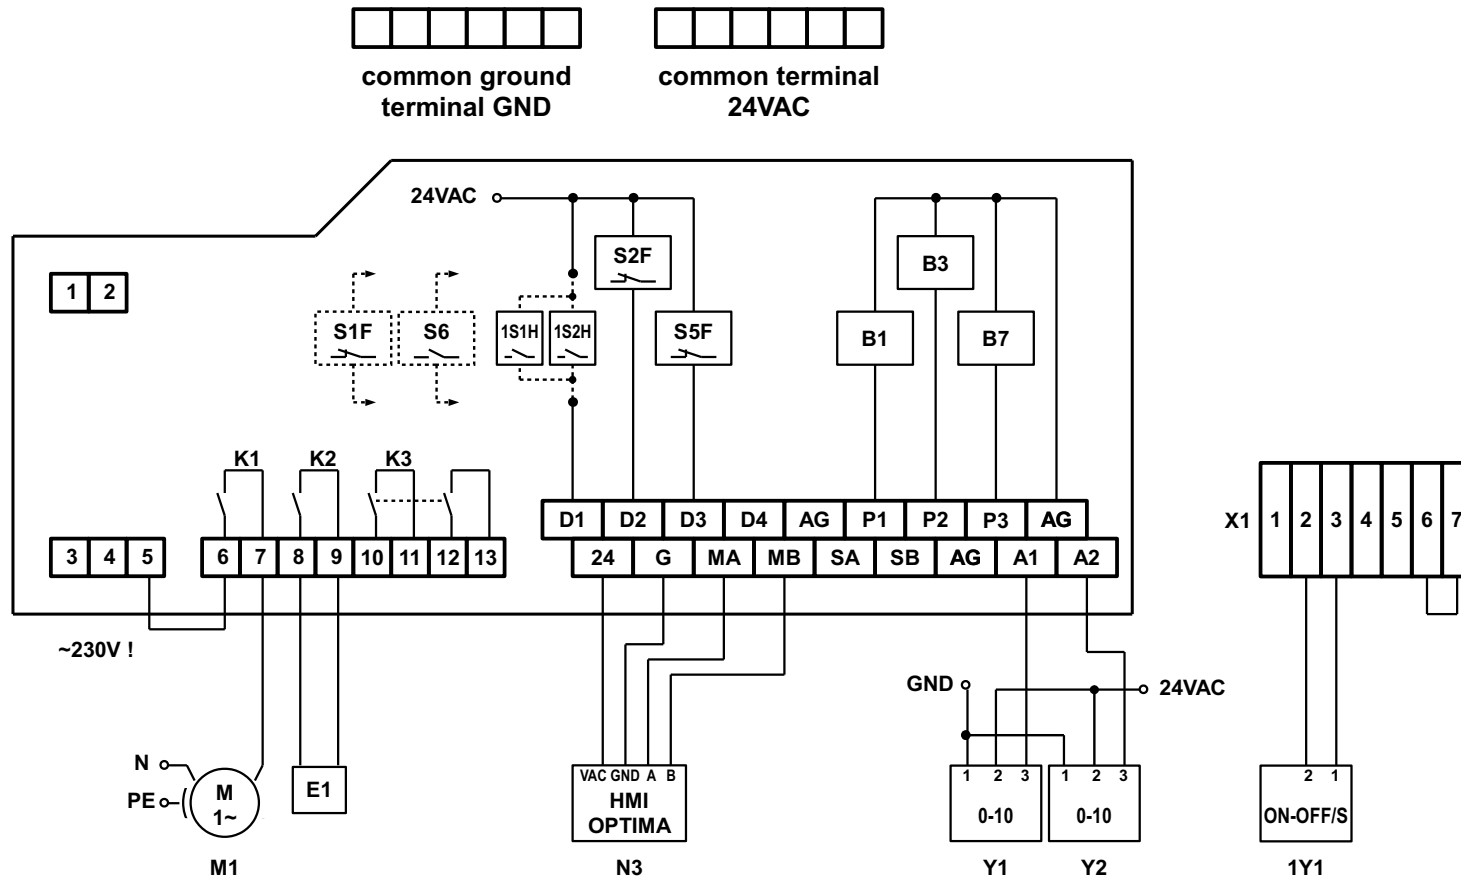 common ground
terminal GND
common terminal
24VAC
24VAC
S2F
B3
1 2
S1F S6 1S1H 1S2H S5F B1 B7
K1 K2 K3
D1 D2 D3 D4 AG P1 P2 P3 AG
X1 1 2 3 4 5 6 7
3 4 5 6 7 8 9 10 11 12 13
24 G MA MB SA SB AG A1 A2
~230V !
GND 24VAC
N
PE
M
1~
E1
VAC GND A B
HMI
OPTIMA
1 2 3
0-10
1 2 3
0-10
2 1
ON-OFF/S
M1 N3 Y1 Y2 1Y1